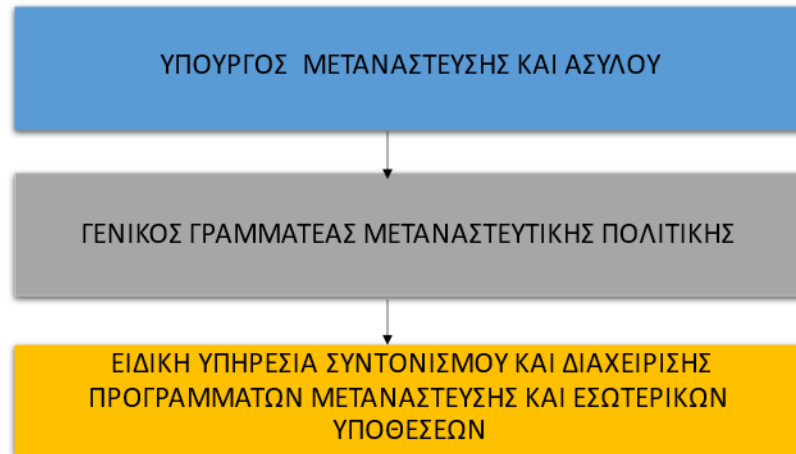 ΥΠΟΥΡΓΟΣ ΜΕΤΑΝΑΣΤΕΥΣΗΣ ΚΑΙ ΑΣΥΛΟΥ
ΓΕΝΙΚΟΣ ΓΡΑΜΜΑΤΕΑΣ ΜΕΤΑΝΑΣΤΕΥΤΙΚΗΣ ΠΟΛΙΤΙΚΗΣ
ΕΙΔΙΚΗ ΥΠΗΡΕΣΙΑ ΣΥΝΤΟΝΙΣΜΟΥ ΚΑΙ ΔΙΑΧΕΙΡΙΣΗΣ
ΠΡΟΓΡΑΜΜΑΤΩΝ ΜΕΤΑΝΑΣΤΕΥΣΗΣ ΚΑΙ ΕΣΩΤΕΡΙΚΩΝ
ΥΠΟΘΕΣΕΩΝ